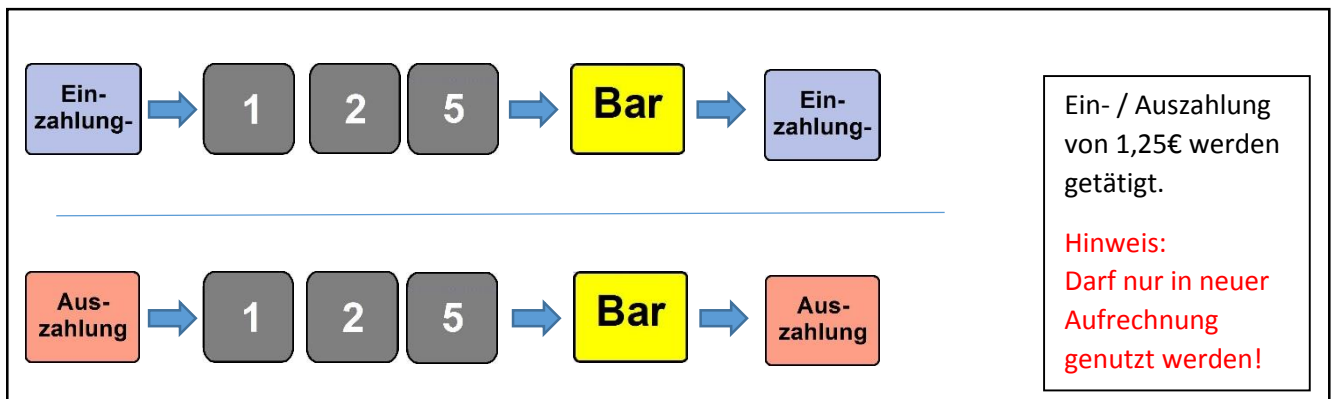 Ein-
zahlung-
1 2 5
Bar
Ein-
zahlung-
Aus-
zahlung
1 2 5
Bar
Aus-
zahlung
Ein- / Auszahlung
von 1,25€ werden
getätigt.
Hinweis:
Darf nur in neuer
Aufrechnung
genutzt werden!